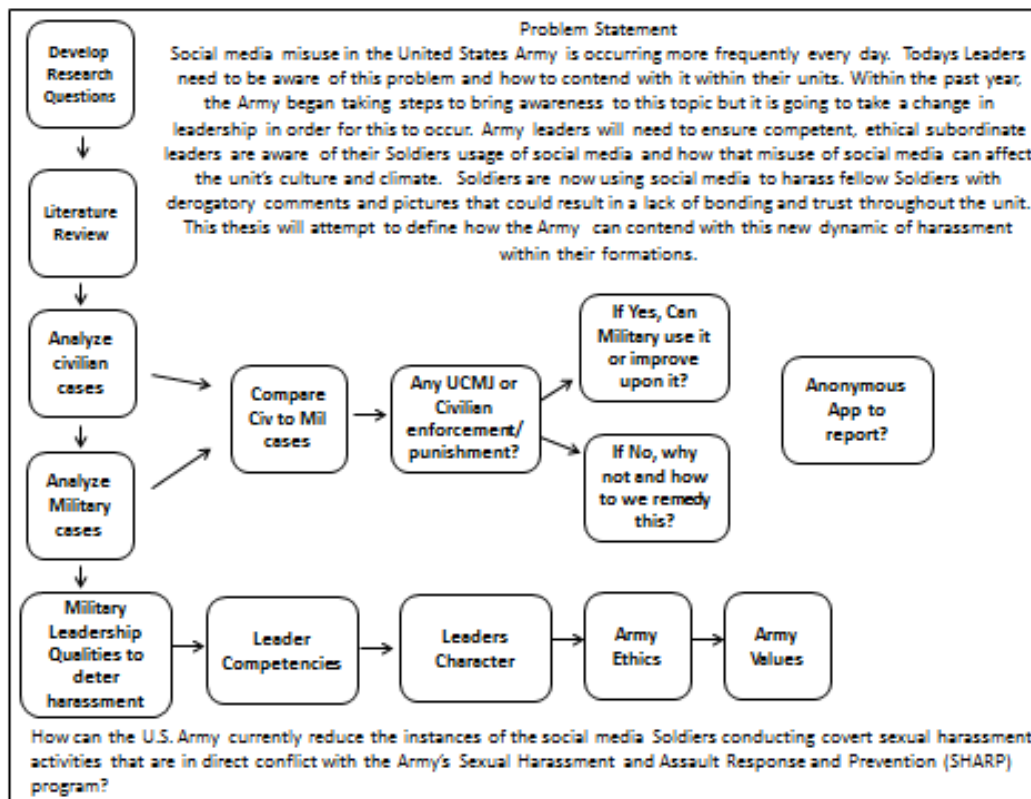 Develop
Research
Questions
Problem Statement
Social media misuse in the United States Army is occurring more frequently every day. Todays Leaders
need to be aware of this problem and how to contend with it within their units. Within the past year,
the Army began taking steps to bring awareness to this topic but it is going to take a change in
leadership in order for this to occur. Army leaders will need to ensure competent, ethical subordinate
leaders are aware of their Soldiers usage of social media and how that misuse of social media can affect
the unit's culture and climate. Soldiers are now using social media to harass fellow Soldiers with
derogatory comments and pictures that could result in a lack of bonding and trust throughout the unit.
This thesis will attempt to define how the Army can contend with this new dynamic of harassment
within their formations.
Literature
Review
Analyze
civilian
cases
Analyze
Military
cases
Compare
Civ to Mil
cases
Any UCMJ or
Civilian
enforcement/
punishment?
If Yes, Can
Military use it
or improve
upon it?
If No, why
not and how
to we remedy
this?
Anonymous
App to
report?
Military
Leadership
Qualities to
deter
harassment
Leader
Competencies
Leaders
Character
Army
Ethics
Army
Values
How can the U.S. Army currently reduce the instances of the social media Soldiers conducting covert sexual harassment
activities that are in direct conflict with the Army's Sexual Harassment and Assault Response and Prevention (SHARP)
program?